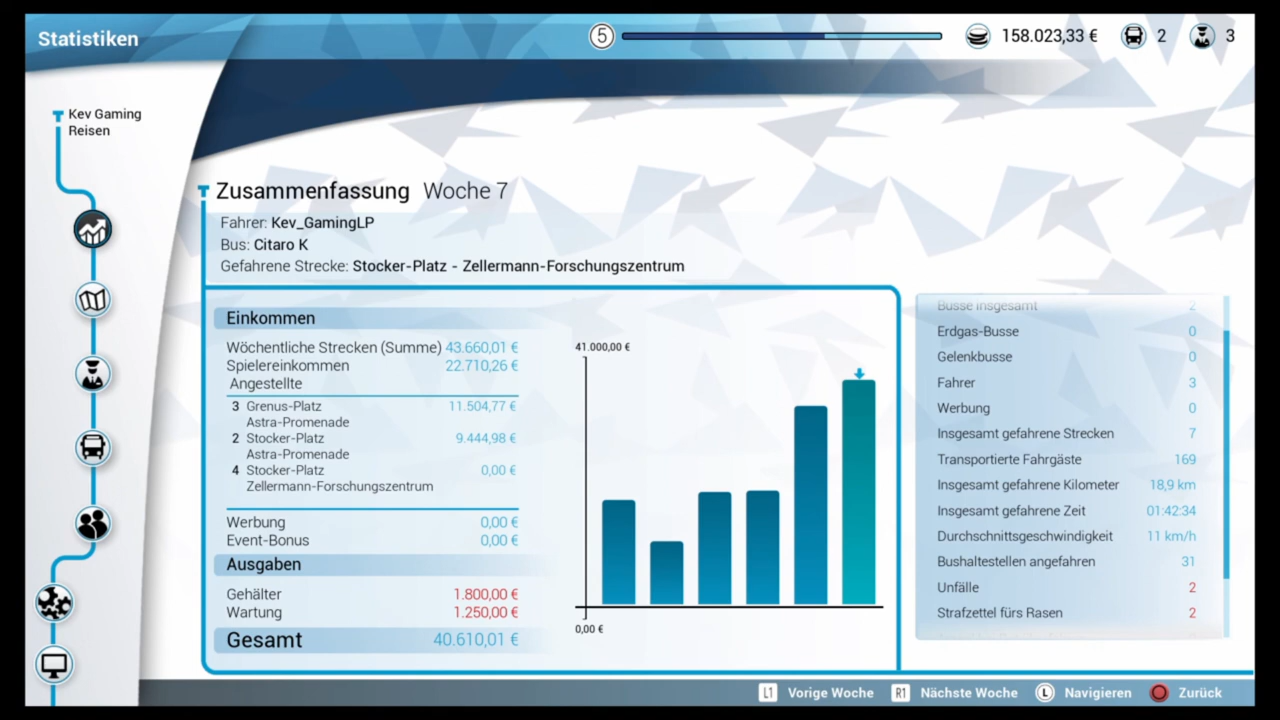 Statistiken
5
158.023,33 €
2
3
Kev Gaming
Reisen
Zusammenfassung Woche 7
Fahrer: Kev_GamingLP
Bus: Citaro K
Gefahrene Strecke: Stocker-Platz - Zellermann-Forschungszentrum
Einkommen
Wöchentliche Strecken (Summe) 43.660,01 €
Spielereinkommen 22.710,26 €
Angestellte
3 Grenus-Platz 11.504,77 €
Astra-Promenade
2 Stocker-Platz 9.444,98 €
Astra-Promenade
4 Stocker-Platz 0,00 €
Zellermann-Forschungszentrum
Werbung 0,00 €
Event-Bonus 0,00 €
Ausgaben
Gehälter 1.800,00 €
Wartung 1.250,00 €
Gesamt 40.610,01 €
41.000,00 €
0,00 €
Busse insgesamt 2
Erdgas-Busse 0
Gelenkbusse 0
Fahrer 3
Werbung 0
Insgesamt gefahrene Strecken 7
Transportierte Fahrgäste 169
Insgesamt gefahrene Kilometer 18,9 km
Insgesamt gefahrene Zeit 01:42:34
Durchschnittsgeschwindigkeit 11 km/h
Bushaltestellen angefahren 31
Unfälle 2
Strafzettel fürs Rasen 2
L1 Vorige Woche R1 Nächste Woche L Navigieren Zurück